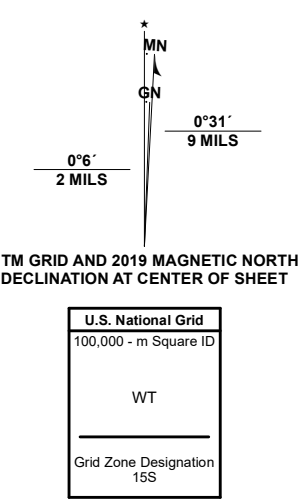 ★
MN
GN
0°31´
9 MILS
0°6´
2 MILS
TM GRID AND 2019 MAGNETIC NORTH
DECLINATION AT CENTER OF SHEET
U.S. National Grid
100,000 - m Square ID
WT
Grid Zone Designation
15S